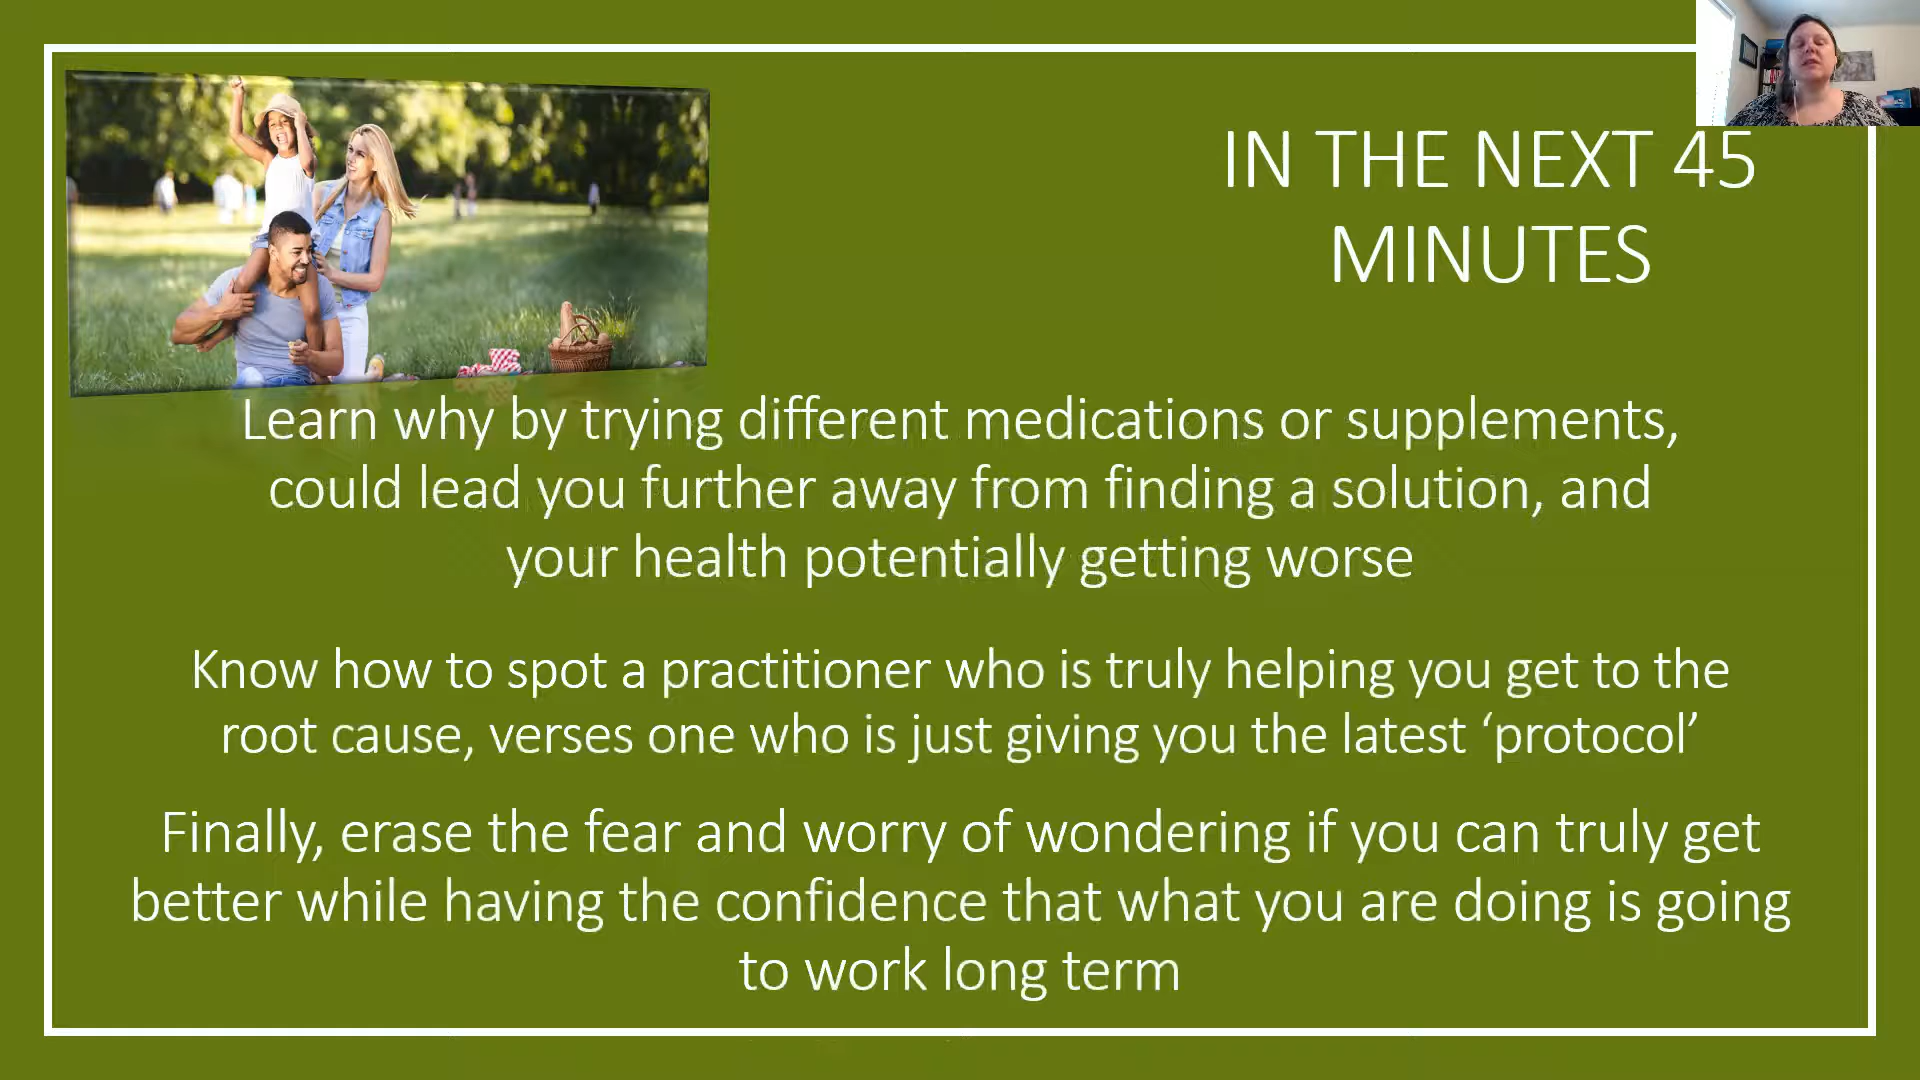 IN THE NEXT 45
MINUTES
Learn why by trying different medications or supplements,
could lead you further away from finding a solution, and
your health potentially getting worse
Know how to spot a practitioner who is truly helping you get to the
root cause, verses one who is just giving you the latest ‘protocol’
Finally, erase the fear and worry of wondering if you can truly get
better while having the confidence that what you are doing is going
to work long term